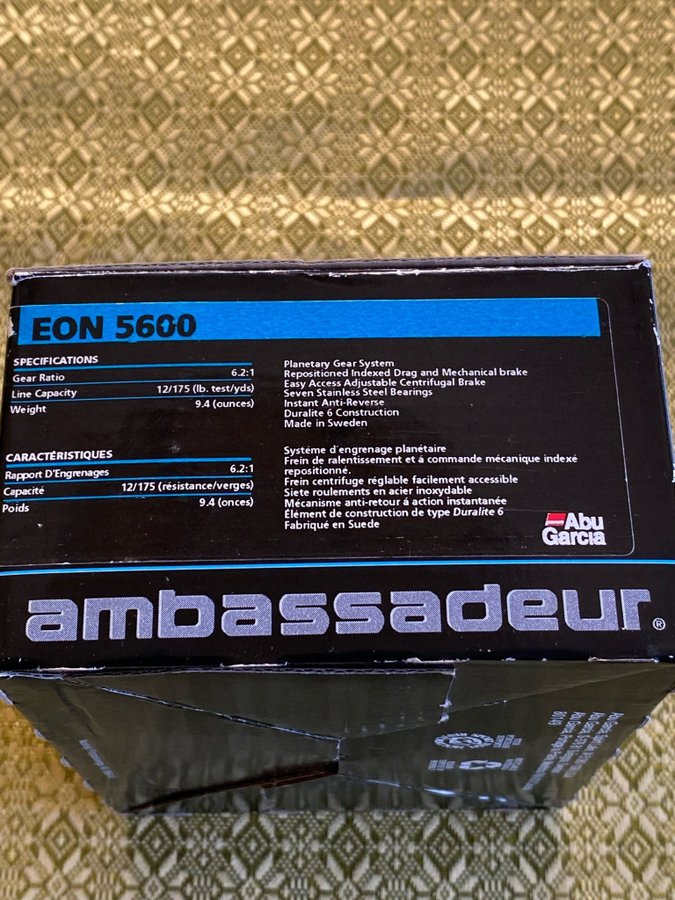 EON 5600
SPECIFICATIONS
Gear Ratio 6.2:1
Line Capacity 12/175 (lb. test/yds)
Weight 9.4 (ounces)
Planetary Gear System
Repositioned Indexed Drag and Mechanical brake
Easy Access Adjustable Centrifugal Brake
Seven Stainless Steel Bearings
Instant Anti-Reverse
Duralite 6 Construction
Made in Sweden
CARACTÉRISTIQUES
Rapport D'Engrenages 6.2:1
Capacité 12/175 (résistance/verges)
Poids 9.4 (onces)
Système d'engrenage planétaire
Frein de ralentissement et à commande mécanique indexé
repositionné.
Frein centrifuge réglable facilement accessible
Siete roulements en acier inoxydable
Mécanisme anti-retour à action instantanée
Élement de construction de type Duralite 6
Fabriqué en Suede
Abu
Garcia
ambassadeur®